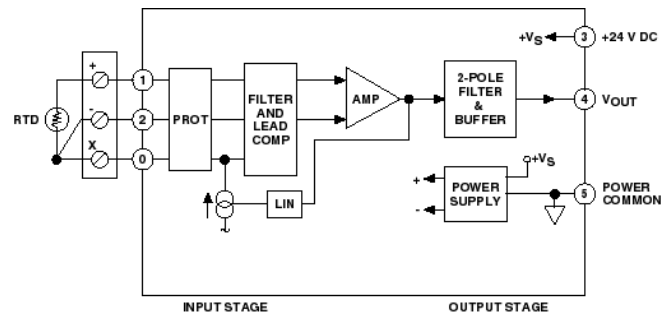 +VS
3
+24 V DC
+
1
-
2
X
0
RTD
PROT
FILTER
AND
LEAD
COMP
AMP
2-POLE
FILTER
&
BUFFER
4
VOUT
LIN
+VS
+
-
POWER
SUPPLY
5
POWER
COMMON
INPUT STAGE
OUTPUT STAGE